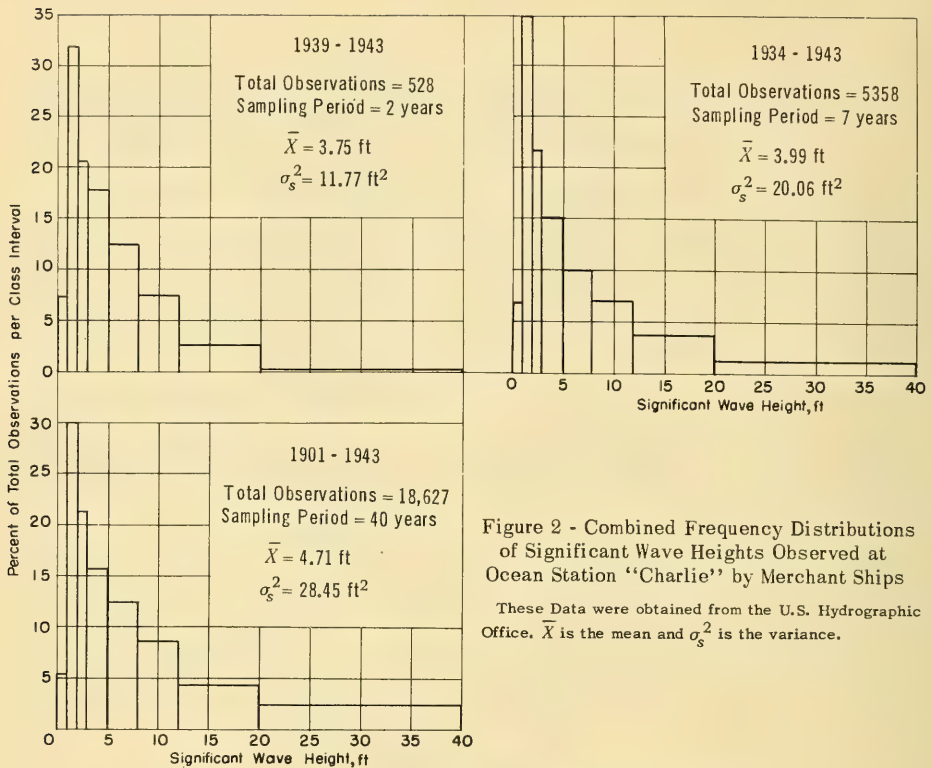 Percent of Total Observations per Class Interval
35
30
25
20
15
10
5
0
1939 - 1943
Total Observations = 528
Sampling Period = 2 years
X̅ = 3.75 ft
σs² = 11.77 ft²
1934 - 1943
Total Observations = 5358
Sampling Period = 7 years
X̅ = 3.99 ft
σs² = 20.06 ft²
0 5 10 15 20 25 30 35 40
Significant Wave Height, ft
30
25
20
15
10
5
1901 - 1943
Total Observations = 18,627
Sampling Period = 40 years
X̅ = 4.71 ft
σs² = 28.45 ft²
0 5 10 15 20 25 30 35 40
Significant Wave Height, ft
Figure 2 - Combined Frequency Distributions
of Significant Wave Heights Observed at
Ocean Station “Charlie” by Merchant Ships
These Data were obtained from the U.S. Hydrographic
Office. X̅ is the mean and σs² is the variance.